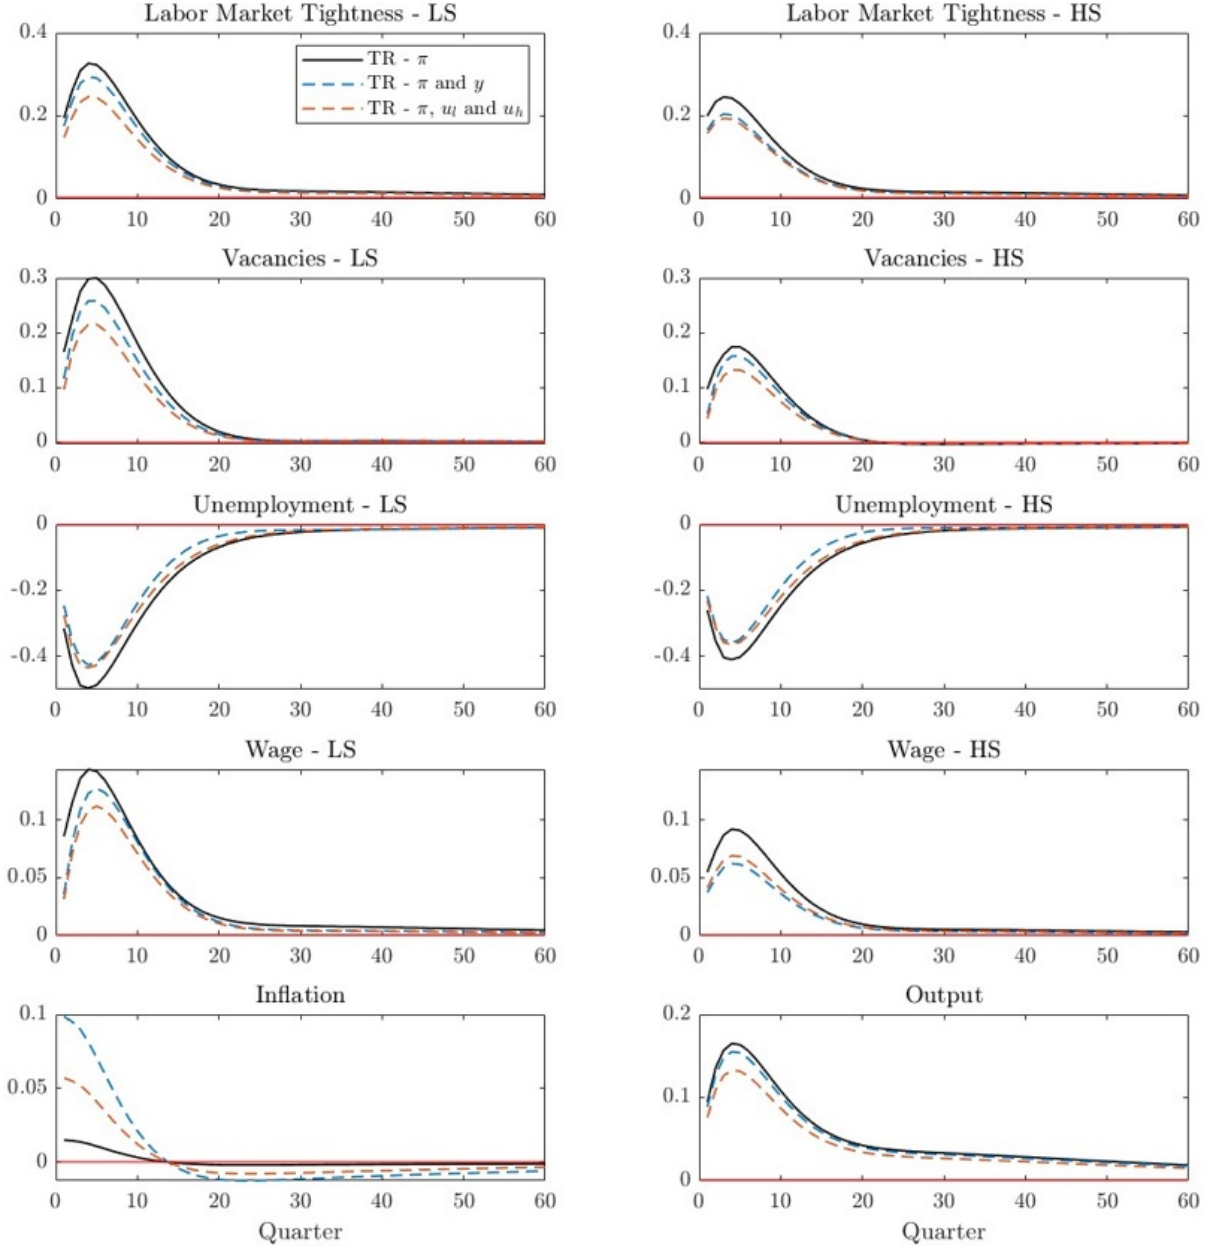 Labor Market Tightness - LS
0.4
0.2
0
0 10 20 30 40 50 60
TR - π
TR - π and y
TR - π, u_l and u_h
Labor Market Tightness - HS
0.4
0.2
0
0 10 20 30 40 50 60
Vacancies - LS
0.3
0.2
0.1
0
0 10 20 30 40 50 60
Vacancies - HS
0.3
0.2
0.1
0
0 10 20 30 40 50 60
Unemployment - LS
0
-0.2
-0.4
0 10 20 30 40 50 60
Unemployment - HS
0
-0.2
-0.4
0 10 20 30 40 50 60
Wage - LS
0.1
0.05
0
0 10 20 30 40 50 60
Wage - HS
0.1
0.05
0
0 10 20 30 40 50 60
Inflation
0.1
0.05
0
0 10 20 30 40 50 60
Quarter
Output
0.2
0.1
0
0 10 20 30 40 50 60
Quarter